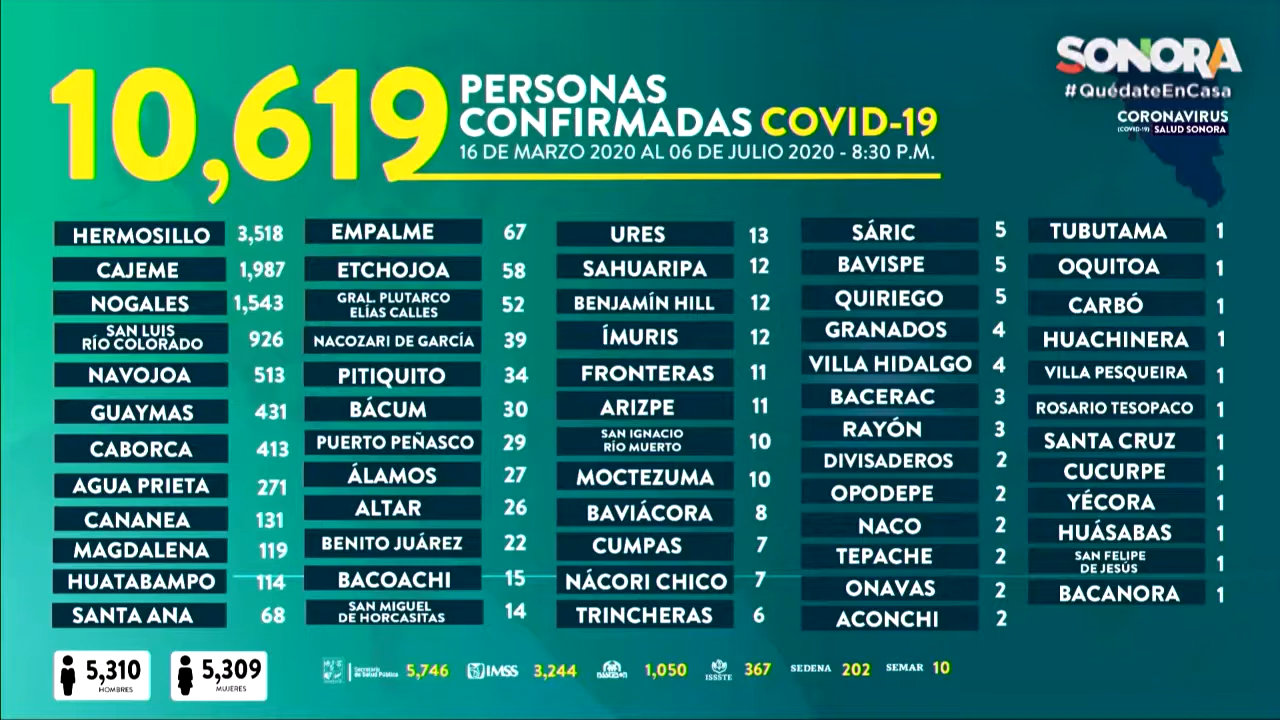 10,619
PERSONAS
CONFIRMADAS COVID-19
16 DE MARZO 2020 AL 06 DE JULIO 2020 - 8:30 P.M.
SONORA
#QuédateEnCasa
CORONAVIRUS
(COVID-19) SALUD SONORA
HERMOSILLO 3,518
CAJEME 1,987
NOGALES 1,543
SAN LUIS
RÍO COLORADO 926
NAVOJOA 513
GUAYMAS 431
CABORCA 413
AGUA PRIETA 271
CANANEA 131
MAGDALENA 119
HUATABAMPO 114
SANTA ANA 68
EMPALME 67
ETCHOJOA 58
GRAL. PLUTARCO
ELÍAS CALLES 52
NACOZARI DE GARCÍA 39
PITIQUITO 34
BÁCUM 30
PUERTO PEÑASCO 29
ÁLAMOS 27
ALTAR 26
BENITO JUÁREZ 22
BACOACHI 15
SAN MIGUEL
DE HORCASITAS 14
URES 13
SAHUARIPA 12
BENJAMÍN HILL 12
ÍMURIS 12
FRONTERAS 11
ARIZPE 11
SAN IGNACIO
RÍO MUERTO 10
MOCTEZUMA 10
BAVIÁCORA 8
CUMPAS 7
NÁCORI CHICO 7
TRINCHERAS 6
SÁRIC 5
BAVISPE 5
QUIRIEGO 5
GRANADOS 4
VILLA HIDALGO 4
BACERAC 3
RAYÓN 3
DIVISADEROS 2
OPODEPE 2
NACO 2
TEPACHE 2
ONAVAS 2
ACONCHI 2
TUBUTAMA 1
OQUITOA 1
CARBÓ 1
HUACHINERA 1
VILLA PESQUEIRA 1
ROSARIO TESOPACO 1
SANTA CRUZ 1
CUCURPE 1
YÉCORA 1
HUÁSABAS 1
SAN FELIPE
DE JESÚS 1
BACANORA 1
5,310
HOMBRES
5,309
MUJERES
Secretaría
de Salud Pública 5,746
IMSS 3,244
1,050
ISSSTE 367
SEDENA 202
SEMAR 10